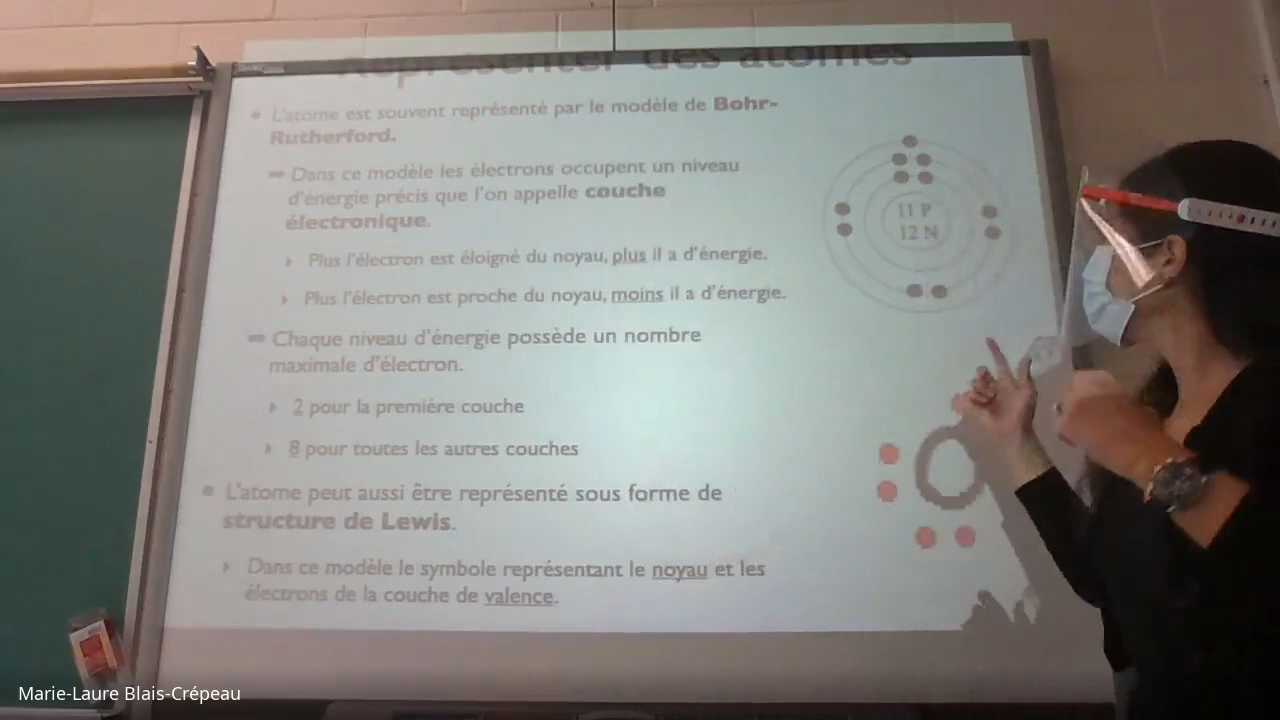 Représenter des atomes
L'atome est souvent représenté par le modèle de Bohr-
Rutherford.
Dans ce modèle les électrons occupent un niveau
d'énergie précis que l'on appelle couche
électronique.
Plus l'électron est éloigné du noyau, plus il a d'énergie.
Plus l'électron est proche du noyau, moins il a d'énergie.
Chaque niveau d'énergie possède un nombre
maximale d'électron.
2 pour la première couche
8 pour toutes les autres couches
L'atome peut aussi être représenté sous forme de
structure de Lewis.
Dans ce modèle le symbole représentant le noyau et les
électrons de la couche de valence.
11 P
12 N
O
Marie-Laure Blais-Crépeau